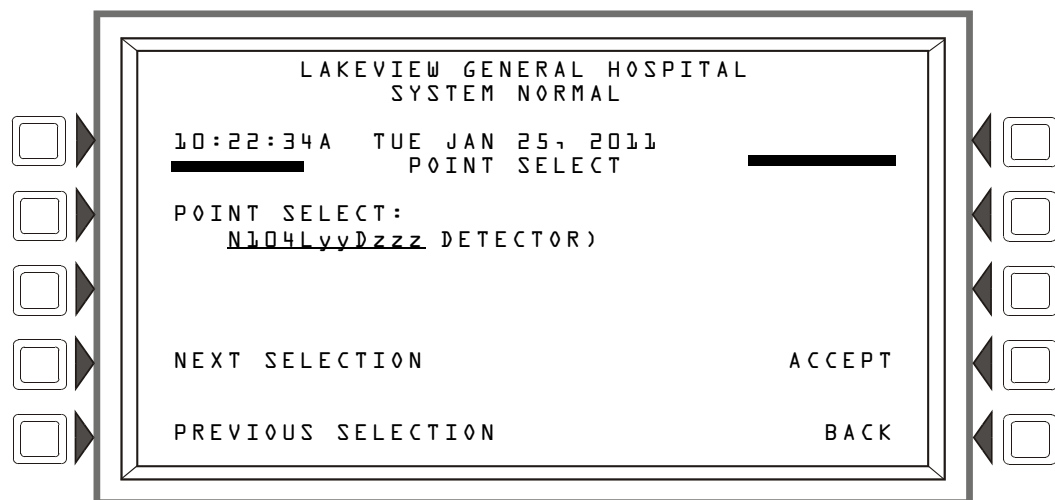 LAKEVIEW GENERAL HOSPITAL
SYSTEM NORMAL
10:22:34A TUE JAN 25, 2011
POINT SELECT
POINT SELECT:
N104LyyDzzz DETECTOR)
NEXT SELECTION
ACCEPT
PREVIOUS SELECTION
BACK